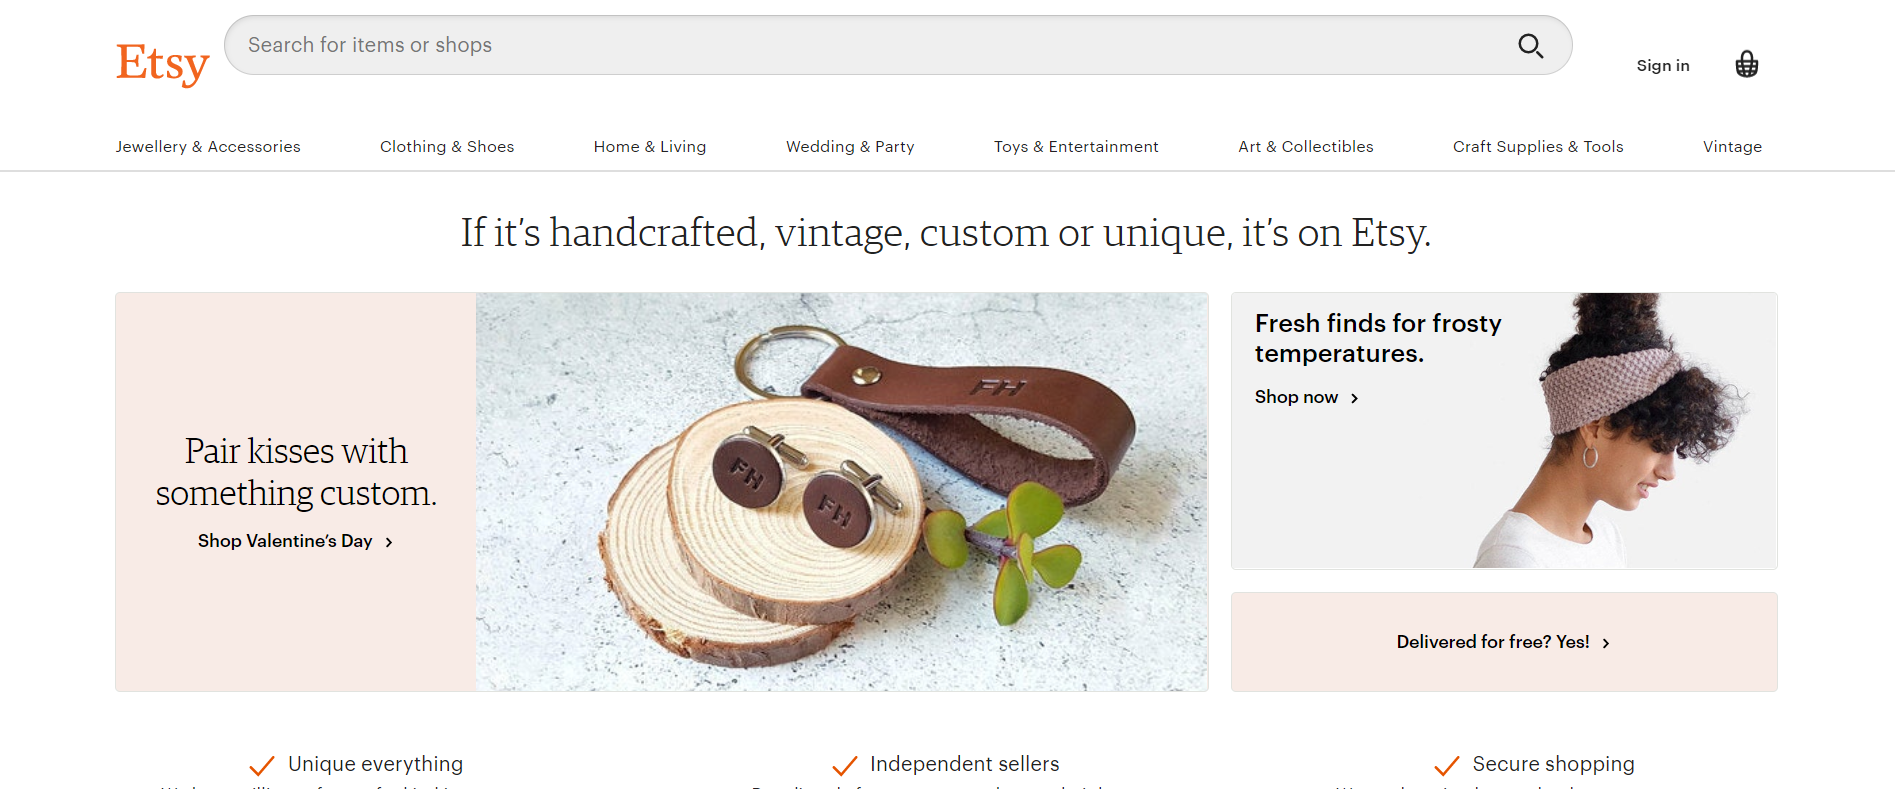 Etsy
Search for items or shops
Sign in
Jewellery & Accessories
Clothing & Shoes
Home & Living
Wedding & Party
Toys & Entertainment
Art & Collectibles
Craft Supplies & Tools
Vintage
If it’s handcrafted, vintage, custom or unique, it’s on Etsy.
Pair kisses with
something custom.
Shop Valentine’s Day
FH
FH
FH
Fresh finds for frosty
temperatures.
Shop now
Delivered for free? Yes!
Unique everything
Independent sellers
Secure shopping